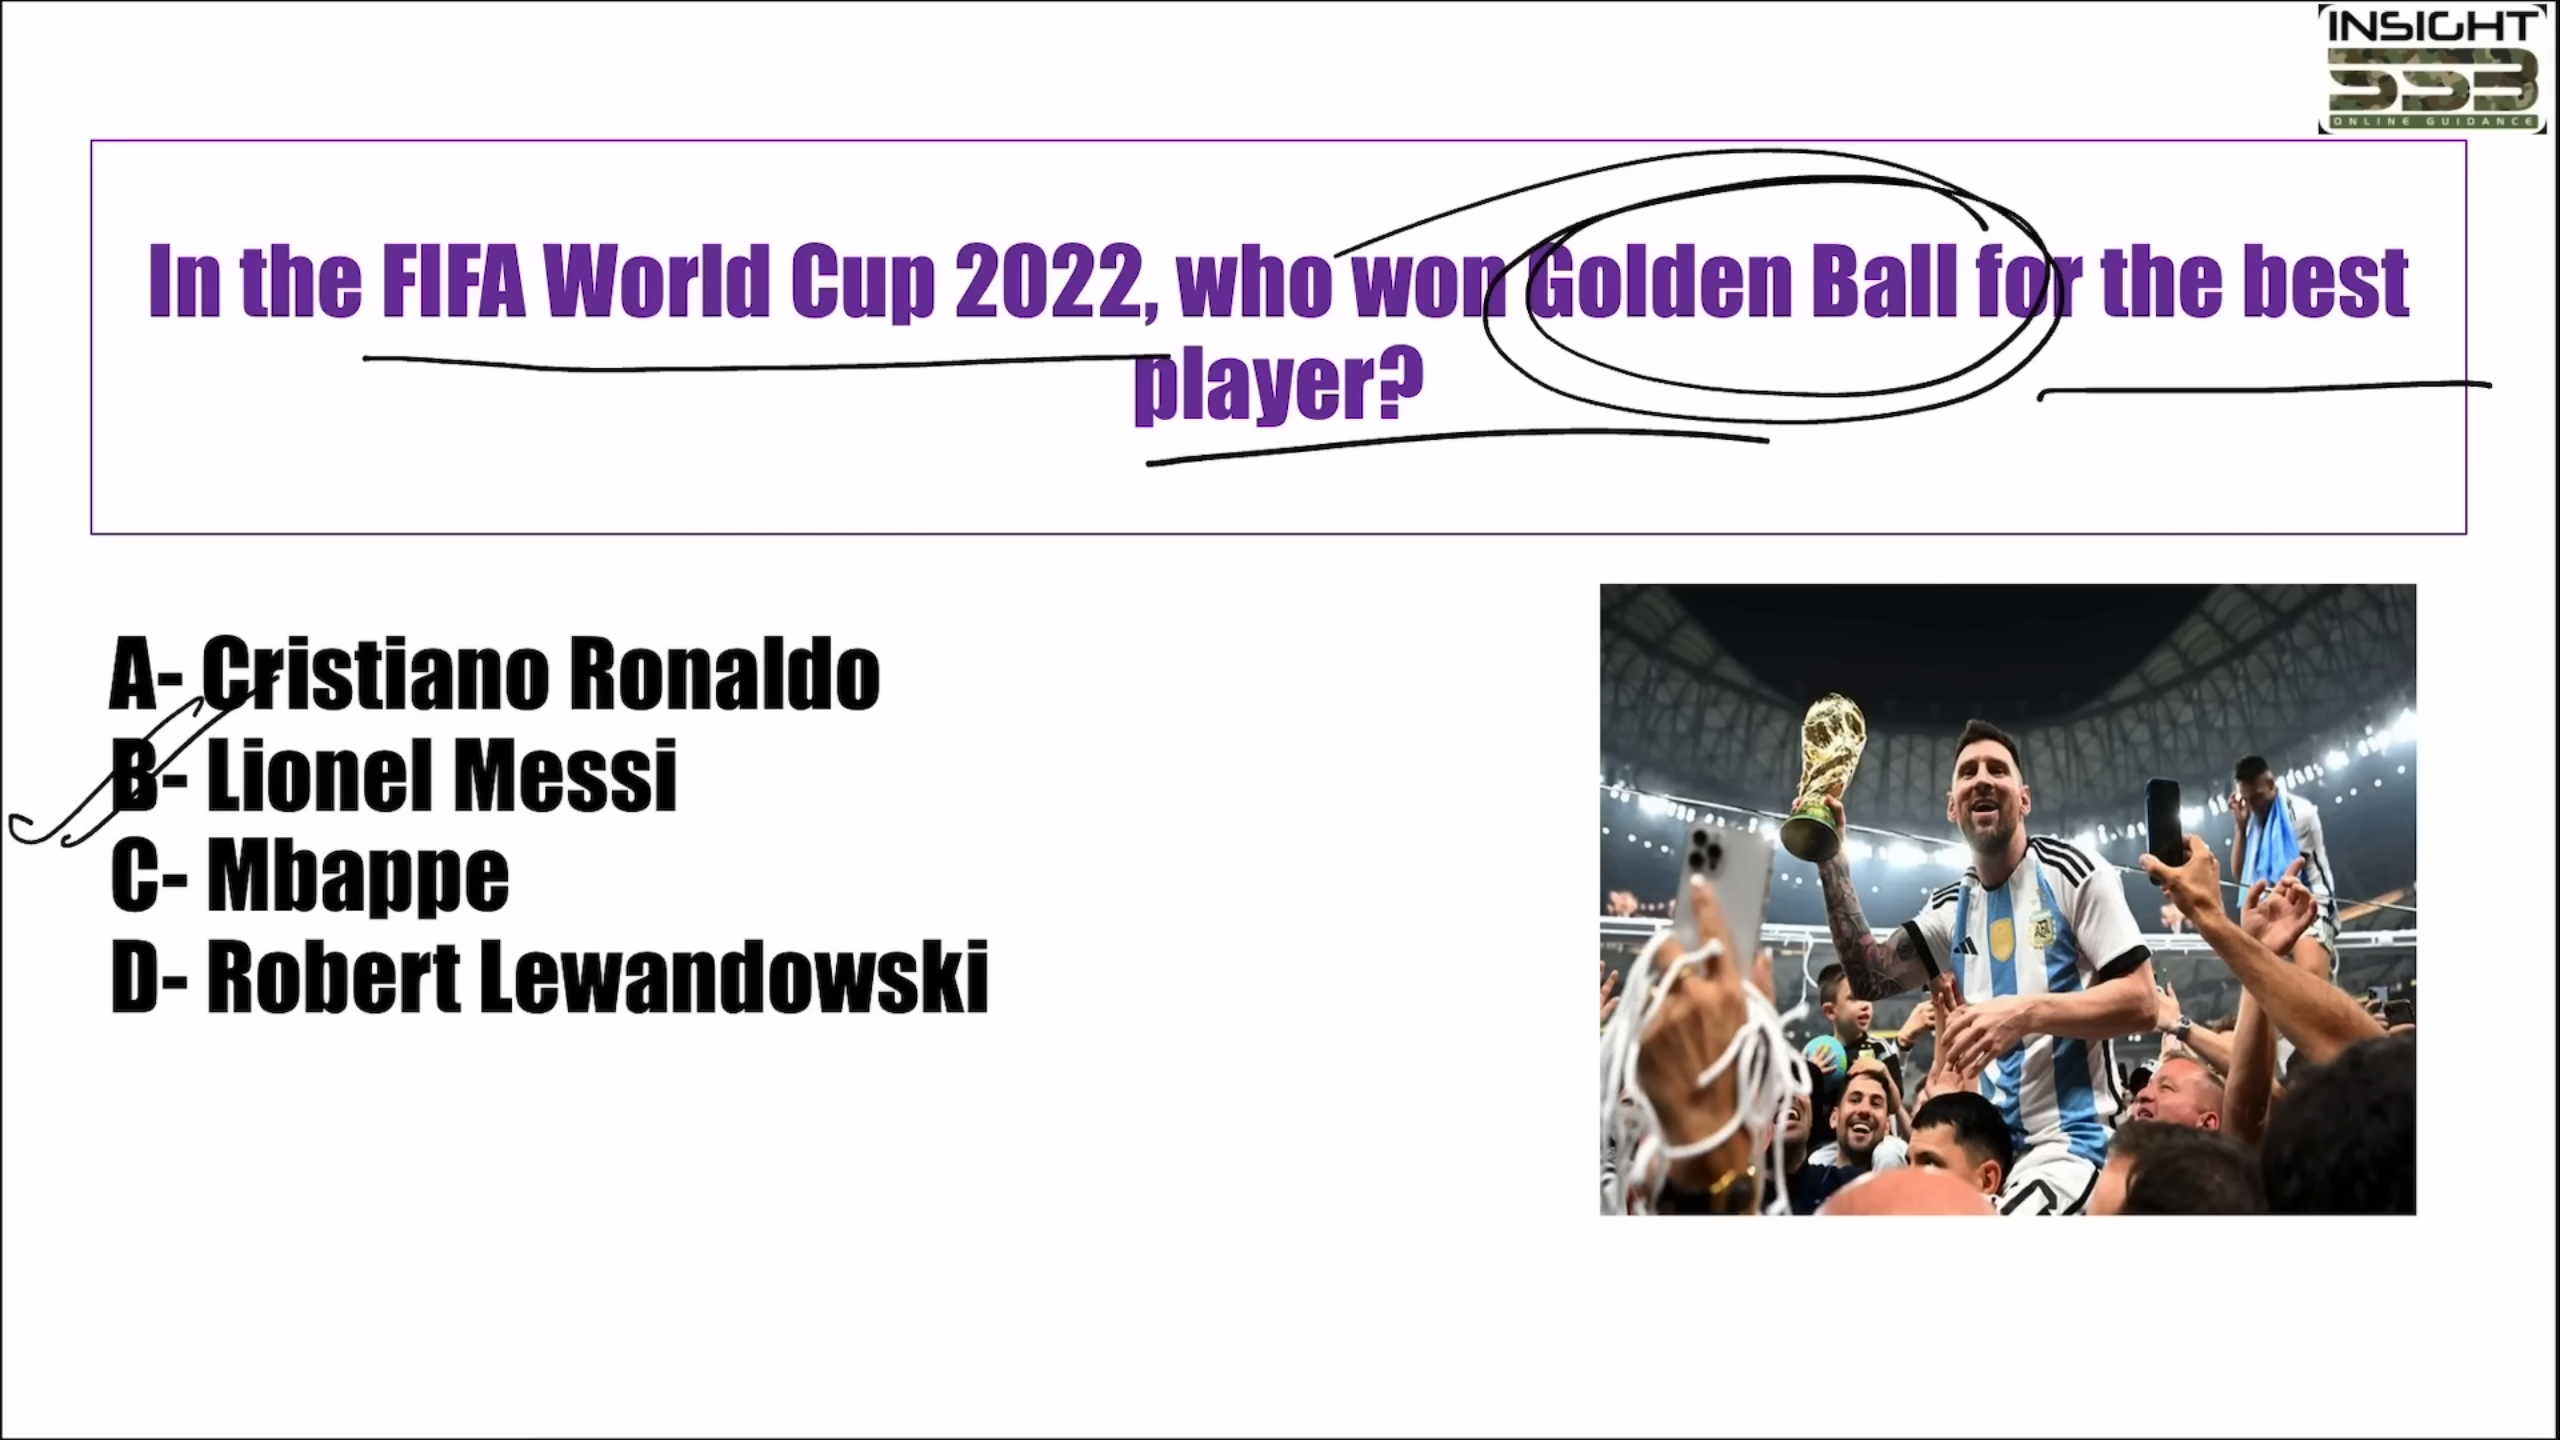 INSIGHT
SSB
ONLINE GUIDANCE
In the FIFA World Cup 2022, who won Golden Ball for the best
player?
A- Cristiano Ronaldo
B- Lionel Messi
C- Mbappe
D- Robert Lewandowski
AFA